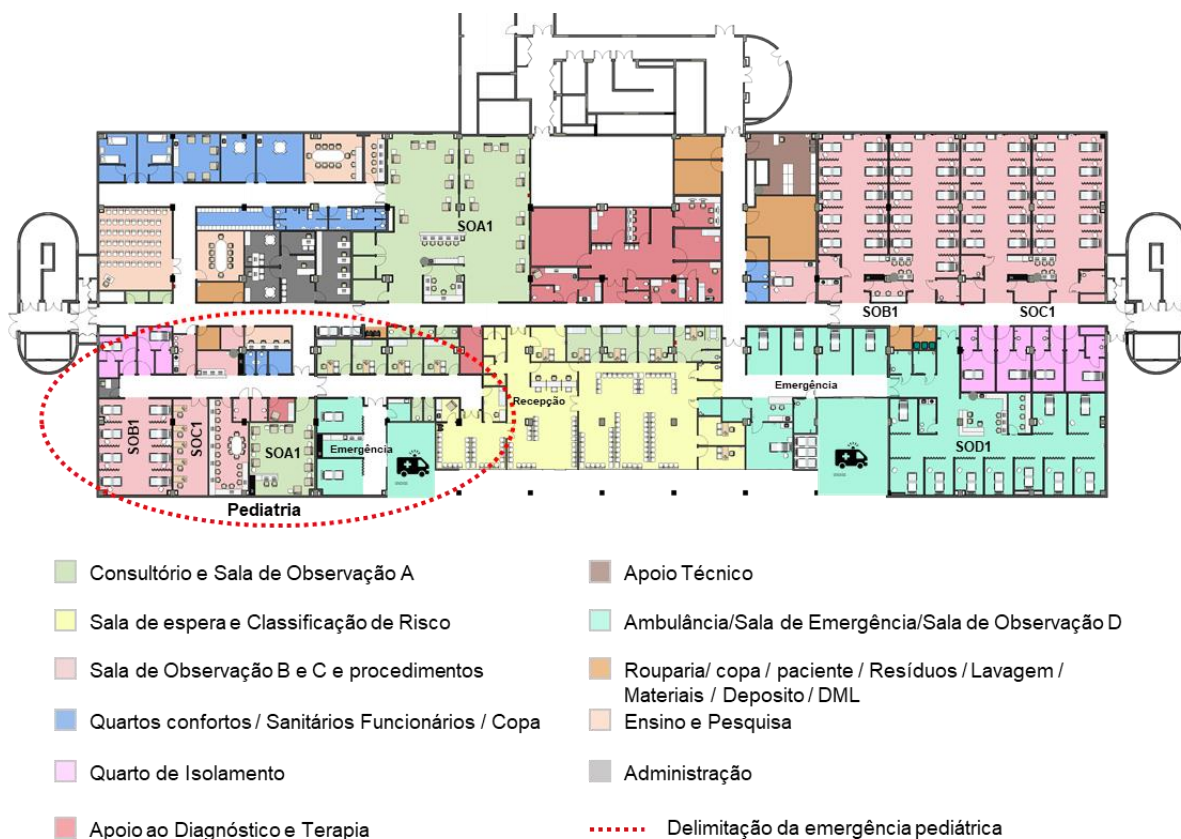 SOA1
SOB1
SOC1
Emergência
Recepção
SOB1
SOC1
SOA1
Emergência
SOD1
Pediatria
Consultório e Sala de Observação A
Sala de espera e Classificação de Risco
Sala de Observação B e C e procedimentos
Quartos confortos / Sanitários Funcionários / Copa
Quarto de Isolamento
Apoio ao Diagnóstico e Terapia
Apoio Técnico
Ambulância/Sala de Emergência/Sala de Observação D
Rouparia/ copa / paciente / Resíduos / Lavagem /
Materiais / Deposito / DML
Ensino e Pesquisa
Administração
Delimitação da emergência pediátrica